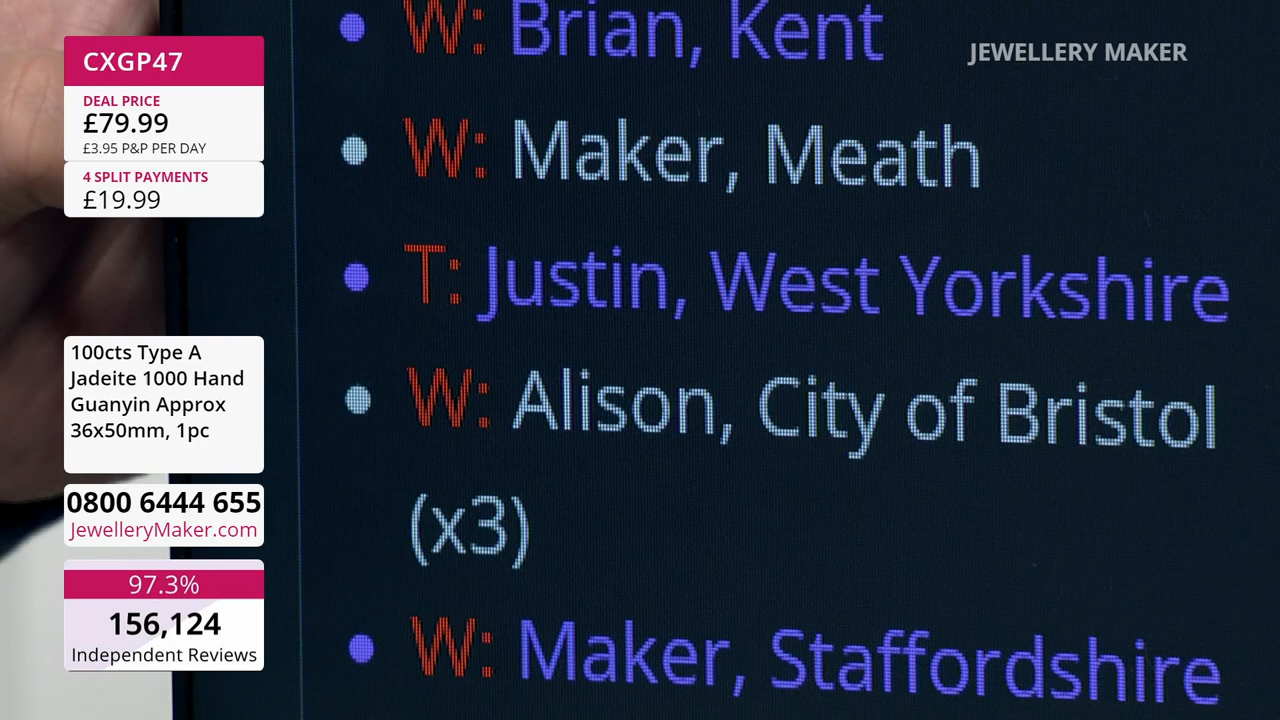 CXGP47
DEAL PRICE
£79.99
£3.95 P&P PER DAY
4 SPLIT PAYMENTS
£19.99
100cts Type A
Jadeite 1000 Hand
Guanyin Approx
36x50mm, 1pc
0800 6444 655
JewelleryMaker.com
97.3%
156,124
Independent Reviews
JEWELLERY MAKER
W: Brian, Kent
W: Maker, Meath
T: Justin, West Yorkshire
W: Alison, City of Bristol
(x3)
W: Maker, Staffordshire